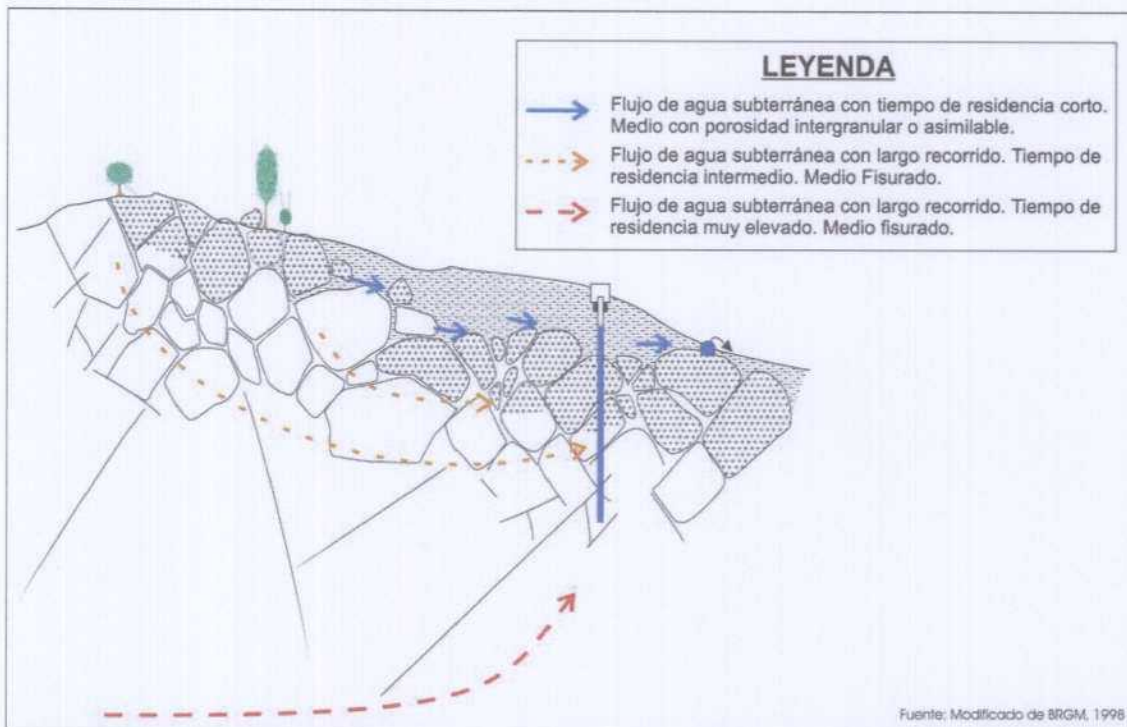 LEYENDA
Flujo de agua subterránea con tiempo de residencia corto.
Medio con porosidad intergranular o asimilable.
Flujo de agua subterránea con largo recorrido. Tiempo de
residencia intermedio. Medio Fisurado.
Flujo de agua subterránea con largo recorrido. Tiempo de
residencia muy elevado. Medio fisurado.
Fuente: Modificado de BRGM, 1998